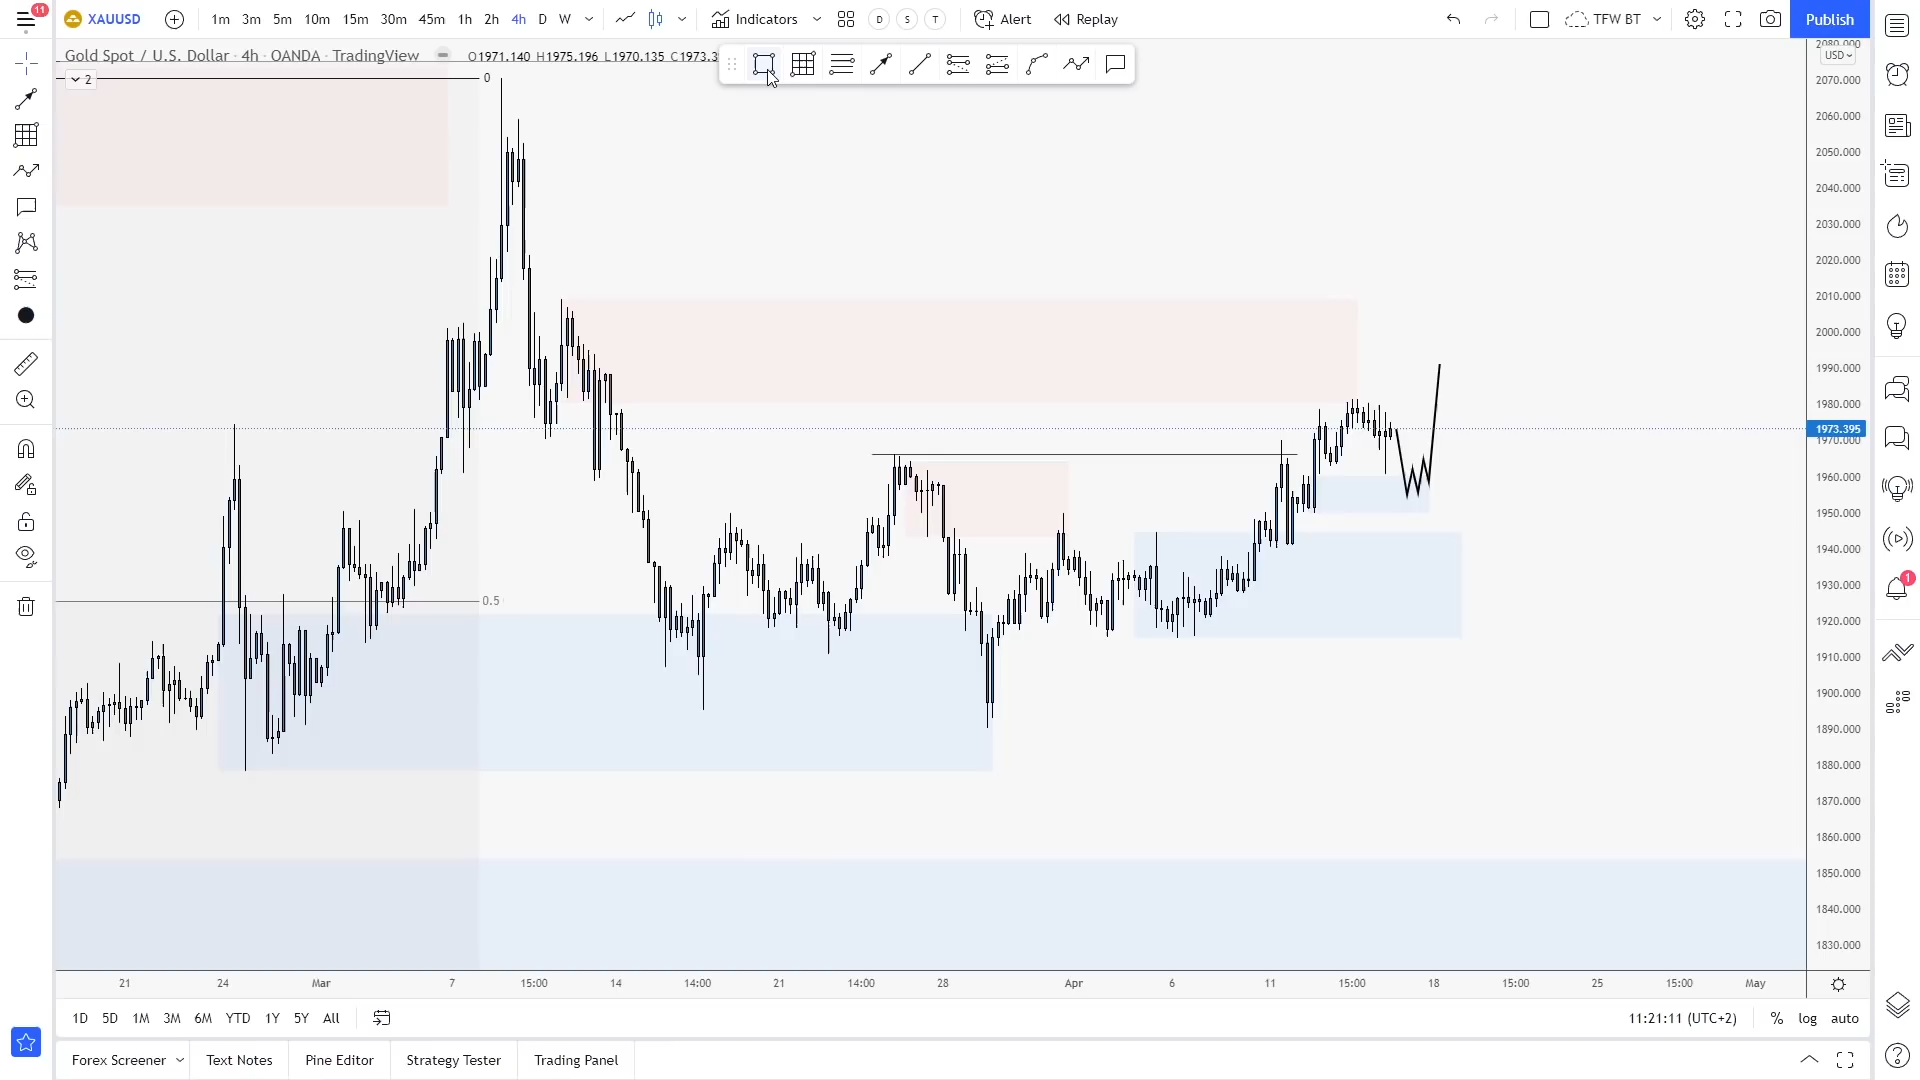 11
XAUUSD
1m 3m 5m 10m 15m 30m 45m 1h 2h 4h D W
Indicators
D S T
Alert
Replay
TFW BT
Publish
Gold Spot / U.S. Dollar · 4h · OANDA · TradingView
O1971.140 H1975.196 L1970.135 C1973.3
2
0
0.5
USD
2080.000
2070.000
2060.000
2050.000
2040.000
2030.000
2020.000
2010.000
2000.000
1990.000
1980.000
1973.395
1970.000
1960.000
1950.000
1940.000
1930.000
1920.000
1910.000
1900.000
1890.000
1880.000
1870.000
1860.000
1850.000
1840.000
1830.000
1
21 24 Mar 7 15:00 14 14:00 21 14:00 28 Apr 6 11 15:00 18 15:00 25 15:00 May
1D 5D 1M 3M 6M YTD 1Y 5Y All
11:21:11 (UTC+2)
% log auto
Forex Screener
Text Notes
Pine Editor
Strategy Tester
Trading Panel